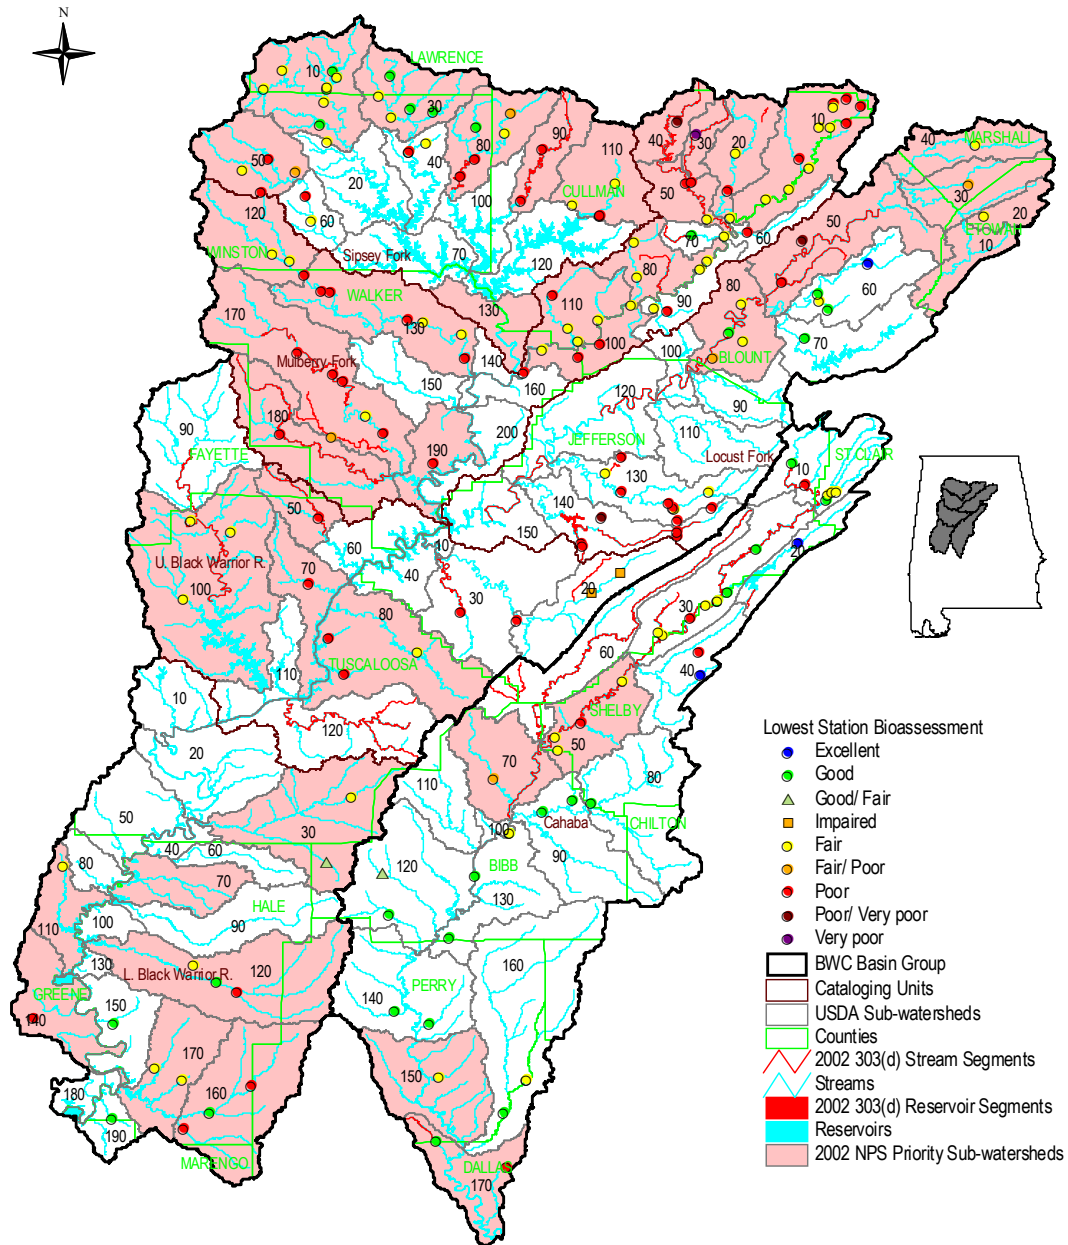 N
LAWRENCE
10
30
80
90
40
30
20
10
40
MARSHALL
50
20
40
110
50
30
20
ETOWAH
10
CULLMAN
100
120
60
WINSTON
Sipsey Fork
70
120
70
60
50
60
80
90
80
WALKER
130
110
100
BLOUNT
70
170
130
Mulberry Fork
140
150
160
100
90
120
180
200
JEFFERSON
110
Locust Fork
90
FAYETTE
190
130
ST CLAIR
10
50
140
150
U. Black Warrior R.
60
10
20
100
70
40
30
20
30
80
110
TUSCALOOSA
60
40
10
SHELBY
120
50
20
70
80
110
50
30
100
Cahaba
CHILTON
40
60
80
70
120
BIBB
90
HALE
130
100
90
110
130
L. Black Warrior R.
120
160
GREENE
150
PERRY
140
140
170
150
160
180
190
MARENGO
DALLAS
170
Lowest Station Bioassessment
Excellent
Good
Good/ Fair
Impaired
Fair
Fair/ Poor
Poor
Poor/ Very poor
Very poor
BWC Basin Group
Cataloging Units
USDA Sub-watersheds
Counties
2002 303(d) Stream Segments
Streams
2002 303(d) Reservoir Segments
Reservoirs
2002 NPS Priority Sub-watersheds